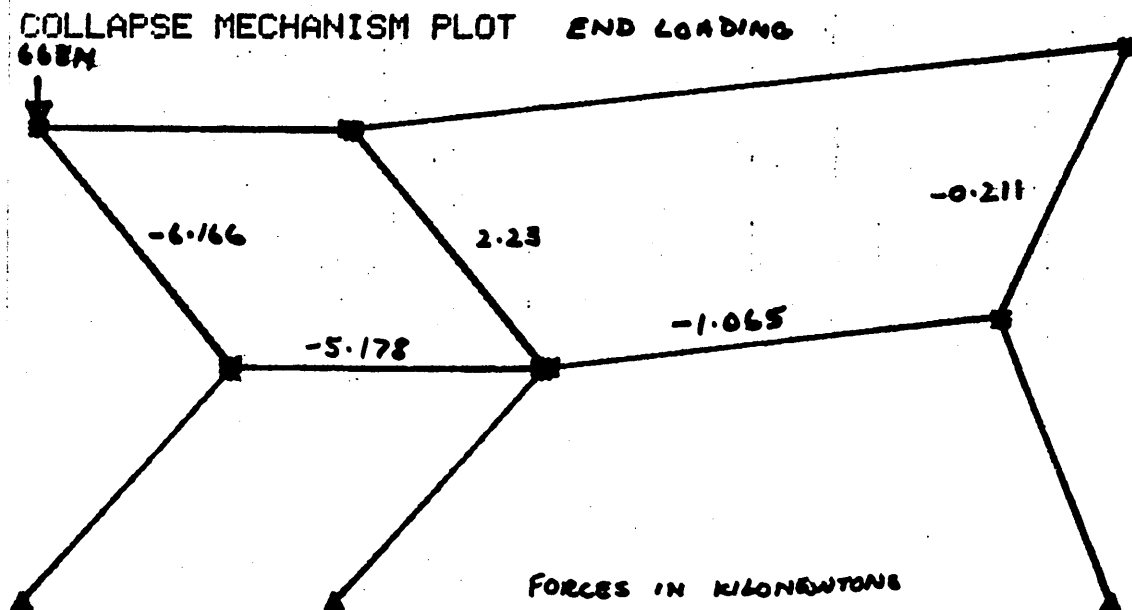 COLLAPSE MECHANISM PLOT END LOADING
-0.211
-6.166
2.23
-1.065
-5.178
FORCES IN KILONEWTONS